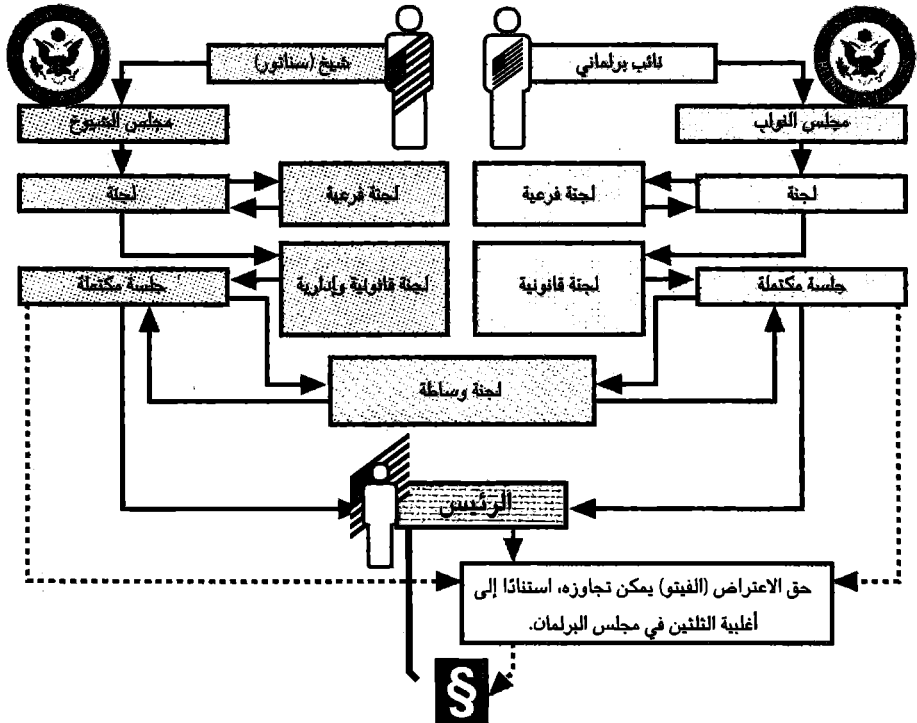 نائب برلماني
شيخ (سناتور)
مجلس النواب
مجلس الشيوخ
لجنة
لجنة فرعية
لجنة فرعية
لجنة
جلسة مكتملة
لجنة قانونية
لجنة قانونية وإدارية
جلسة مكتملة
لجنة وساطة
الرئيس
حق الاعتراض (الفيتو) يمكن تجاوزه، استنادًا إلى
أغلبية الثلثين في مجلس البرلمان.
§